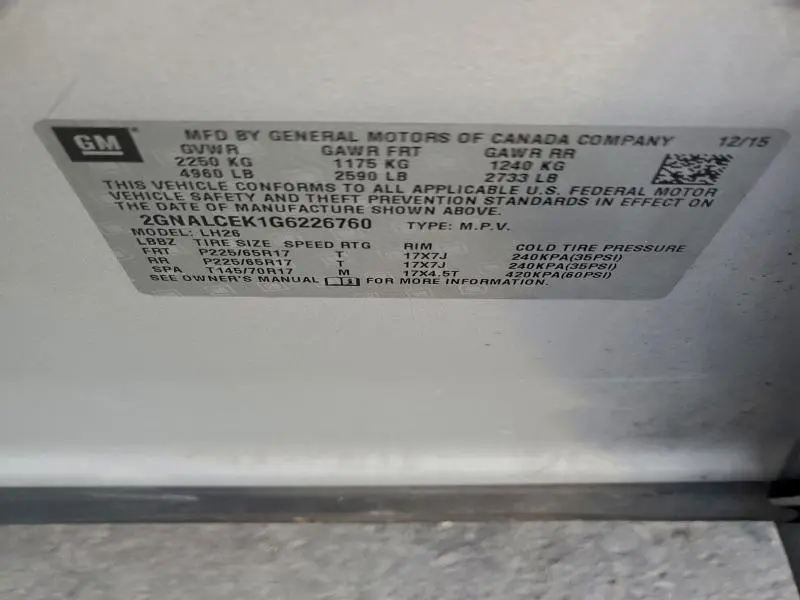 GM MFD BY GENERAL MOTORS OF CANADA COMPANY 12/15
GVWR GAWR FRT GAWR RR
2250 KG 1175 KG 1240 KG
4960 LB 2590 LB 2733 LB
THIS VEHICLE CONFORMS TO ALL APPLICABLE U.S. FEDERAL MOTOR
VEHICLE SAFETY AND THEFT PREVENTION STANDARDS IN EFFECT ON
THE DATE OF MANUFACTURE SHOWN ABOVE.
2GNALCEK1G6226760 TYPE: M.P.V.
MODEL: LH26
LBBZ TIRE SIZE SPEED RTG RIM COLD TIRE PRESSURE
FRT P225/65R17 T 17X7J 240KPA(35PSI)
RR P225/65R17 T 17X7J 240KPA(35PSI)
SPA T145/70R17 M 17X4.5T 420KPA(60PSI)
SEE OWNER'S MANUAL FOR MORE INFORMATION.